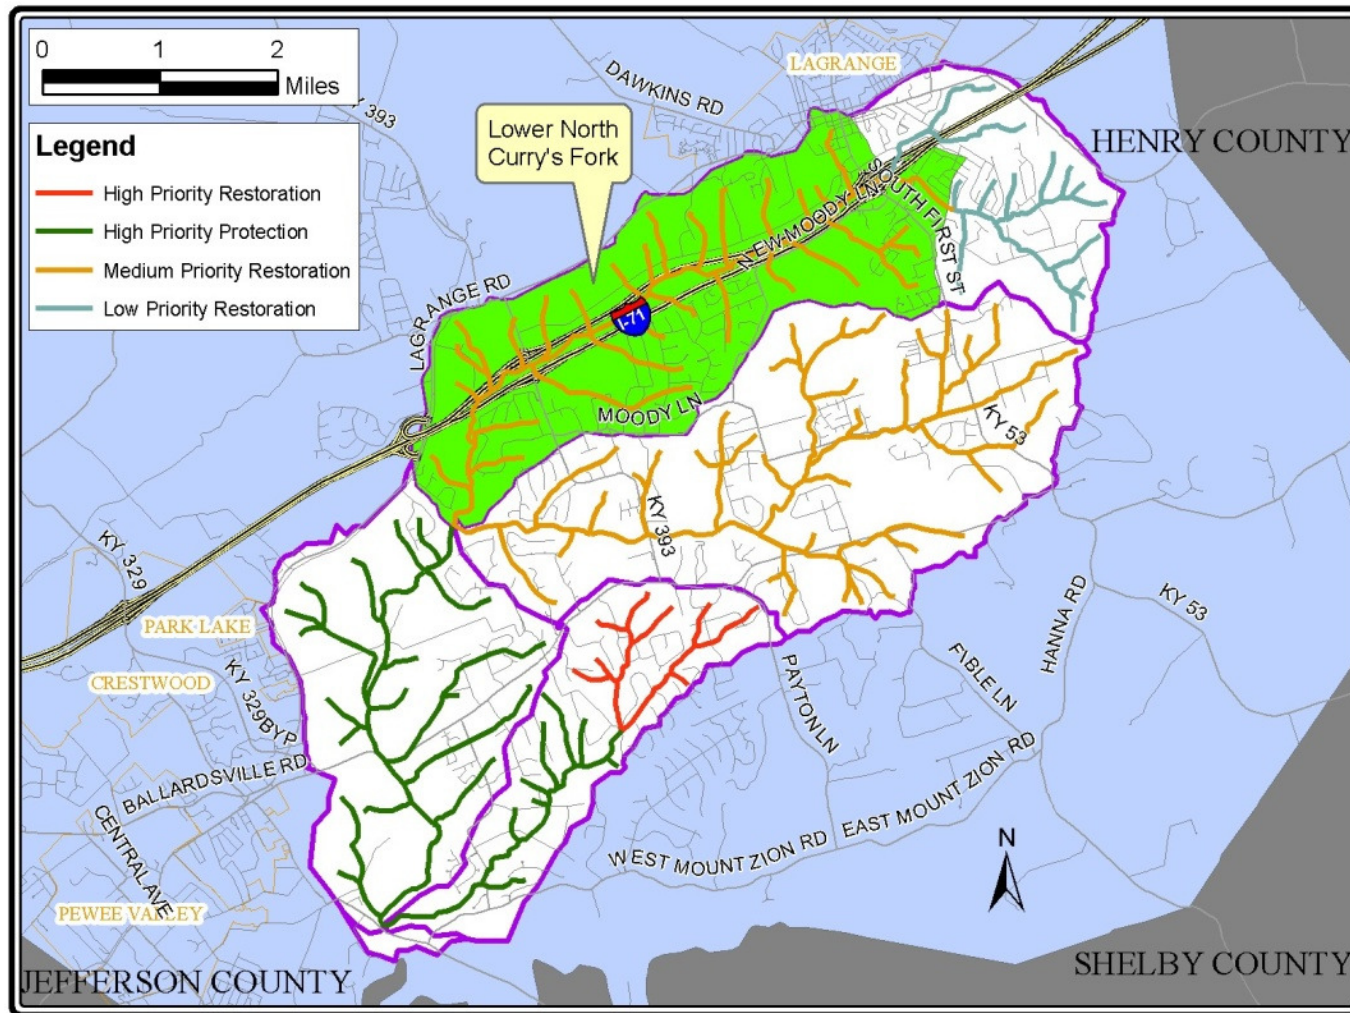 0 1 2
Miles
Legend
High Priority Restoration
High Priority Protection
Medium Priority Restoration
Low Priority Restoration
Lower North
Curry's Fork
LAGRANGE
DAWKINS RD
393
HENRY COUNTY
SOUTH FIRST ST
NEW MOODY LN
LAGRANGE RD
I-71
MOODY LN
KY 53
KY 393
KY 329
PARK LAKE
CRESTWOOD
KY 329BYP
BALLARDSVILLE RD
CENTRAL AVE
PEWEE VALLEY
JEFFERSON COUNTY
PAYTON LN
FIBLE LN
HANNA RD
KY 53
WEST MOUNT ZION RD
EAST MOUNT ZION RD
N
SHELBY COUNTY